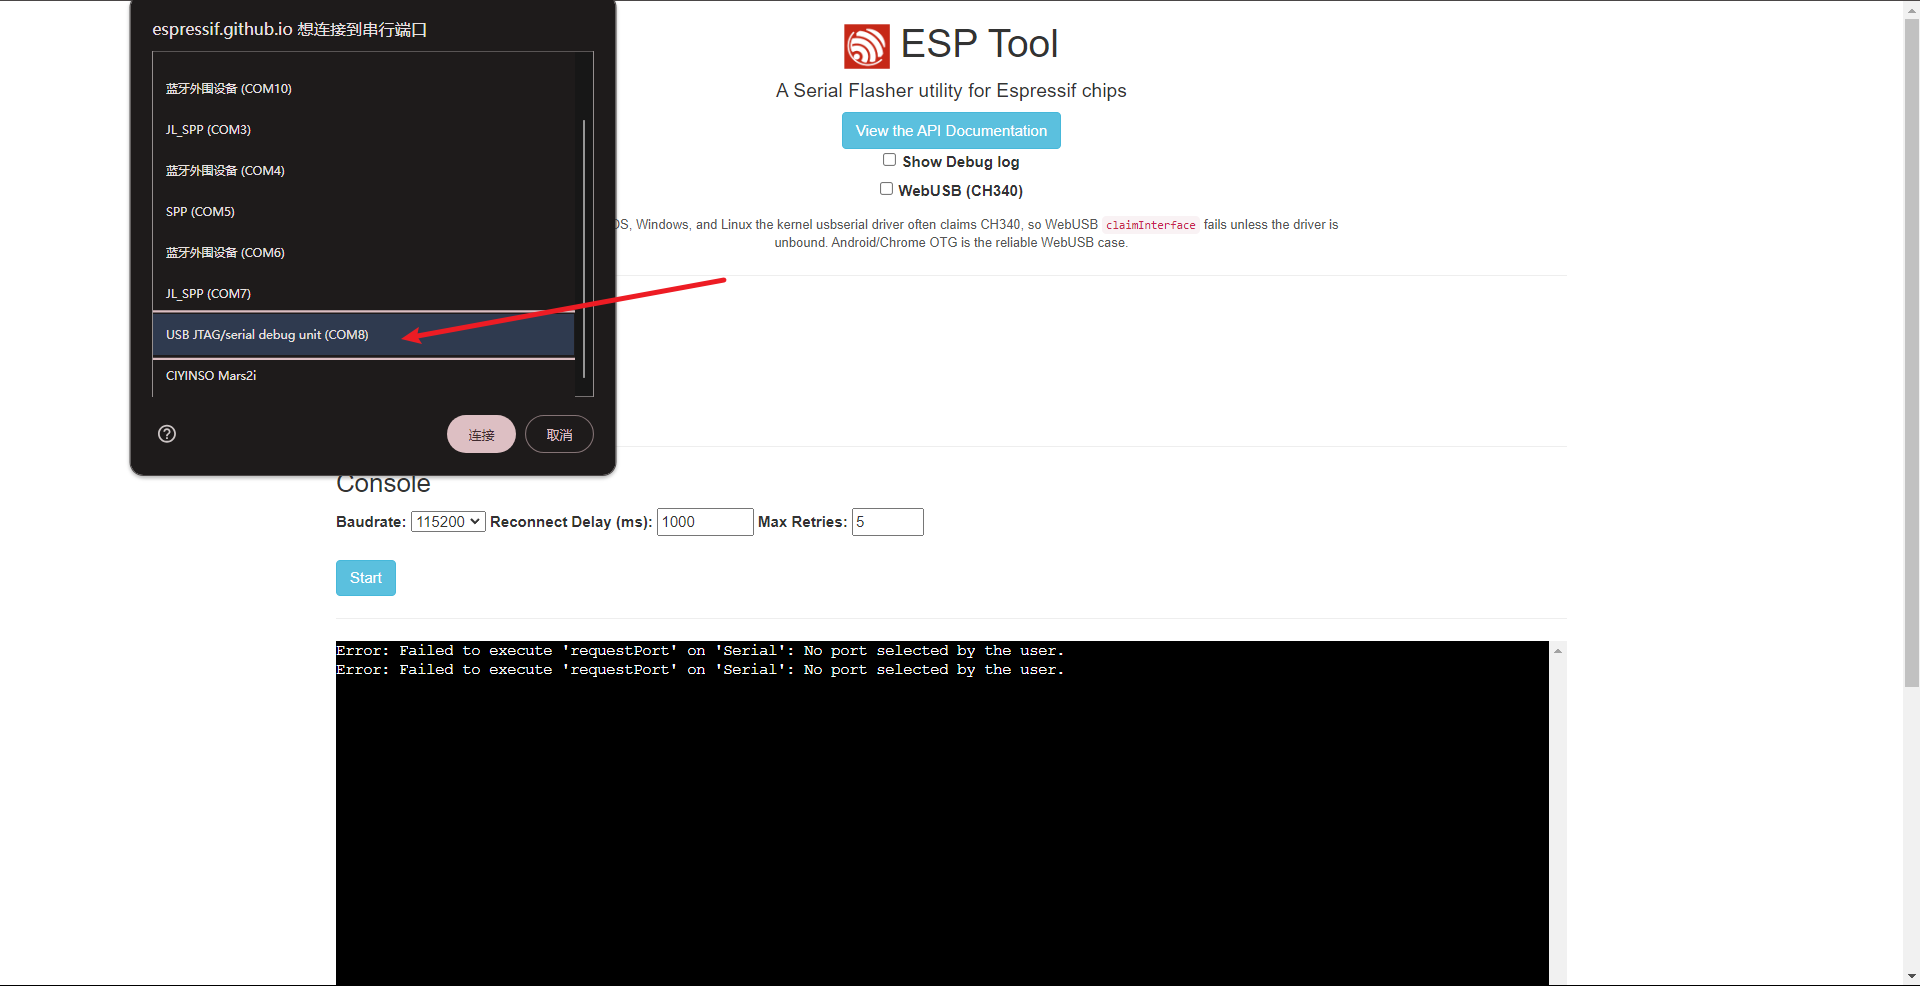 espressif.github.io 想连接到串行端口
蓝牙外围设备 (COM10)
JL_SPP (COM3)
蓝牙外围设备 (COM4)
SPP (COM5)
蓝牙外围设备 (COM6)
JL_SPP (COM7)
USB JTAG/serial debug unit (COM8)
CIYINSO Mars2i
连接
取消
ESP Tool
A Serial Flasher utility for Espressif chips
View the API Documentation
Show Debug log
WebUSB (CH340)
OS, Windows, and Linux the kernel usbserial driver often claims CH340, so WebUSB claimInterface fails unless the driver is
unbound. Android/Chrome OTG is the reliable WebUSB case.
Console
Baudrate: 115200 Reconnect Delay (ms): 1000 Max Retries: 5
Start
Error: Failed to execute 'requestPort' on 'Serial': No port selected by the user.
Error: Failed to execute 'requestPort' on 'Serial': No port selected by the user.